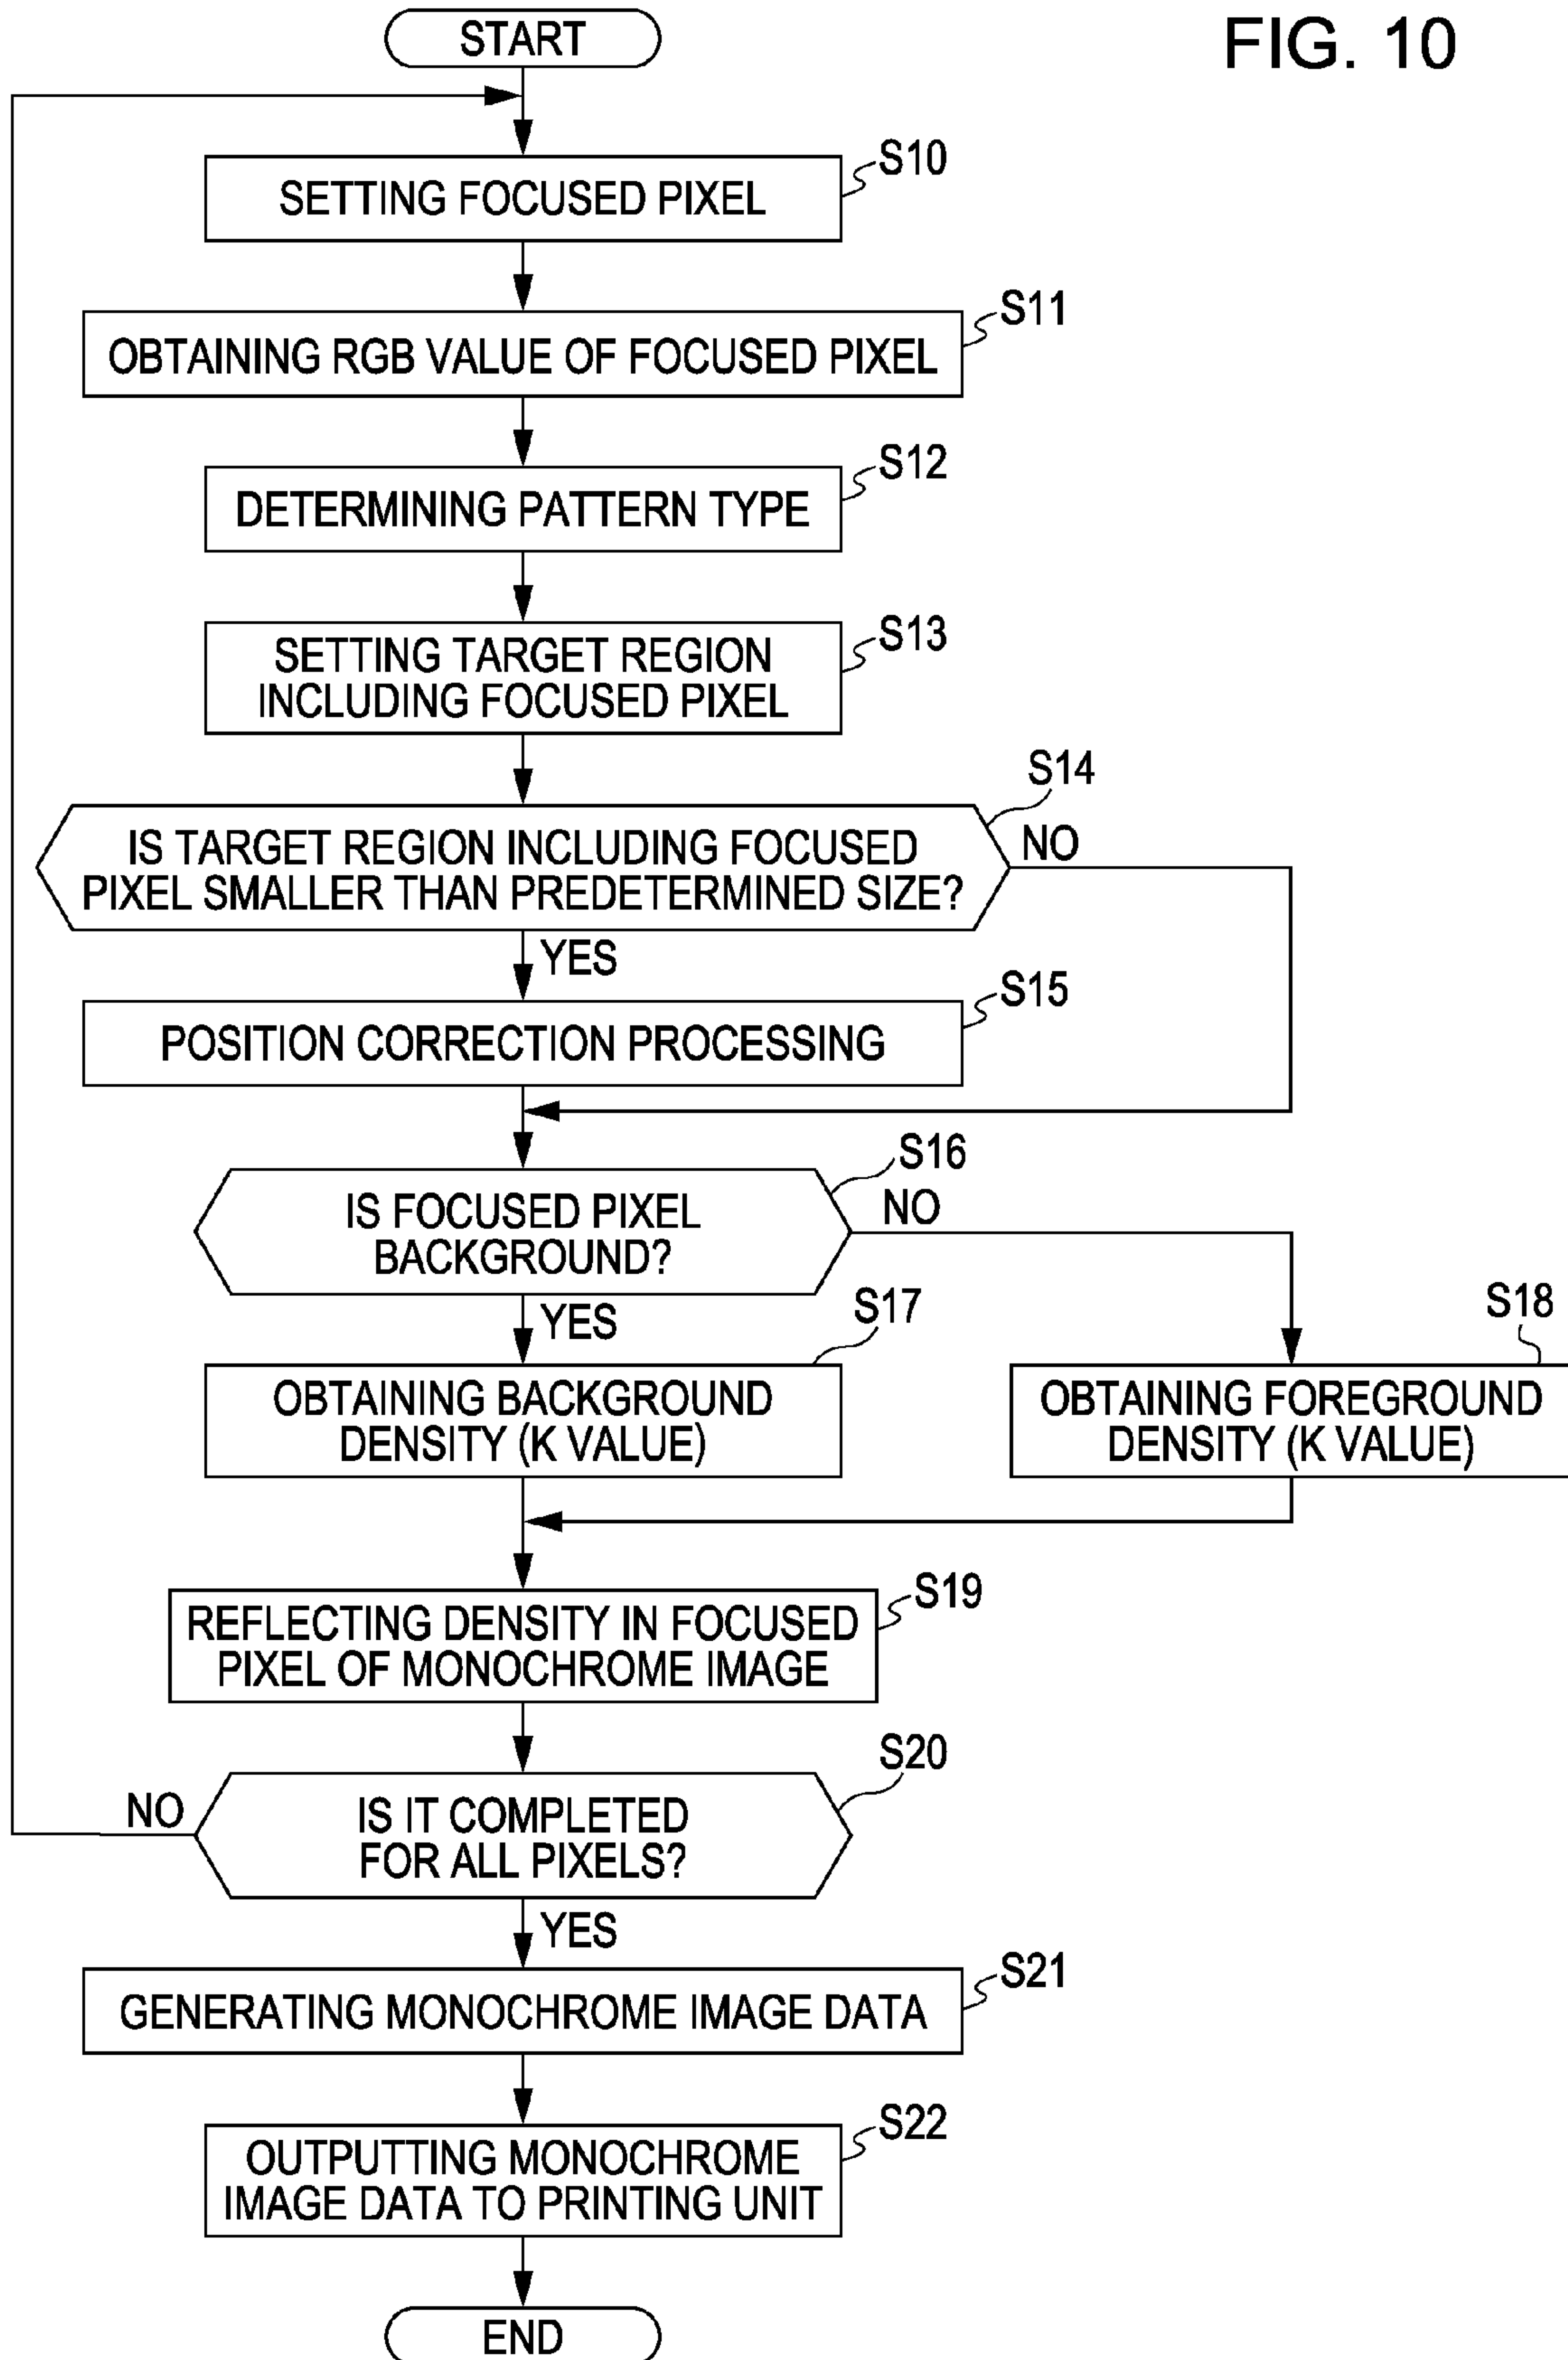 FIG. 10
START
S10
SETTING FOCUSED PIXEL
S11
OBTAINING RGB VALUE OF FOCUSED PIXEL
S12
DETERMINING PATTERN TYPE
S13
SETTING TARGET REGION
INCLUDING FOCUSED PIXEL
S14
IS TARGET REGION INCLUDING FOCUSED
PIXEL SMALLER THAN PREDETERMINED SIZE?
NO
YES
S15
POSITION CORRECTION PROCESSING
S16
IS FOCUSED PIXEL
BACKGROUND?
NO
YES
S17
OBTAINING BACKGROUND
DENSITY (K VALUE)
S18
OBTAINING FOREGROUND
DENSITY (K VALUE)
S19
REFLECTING DENSITY IN FOCUSED
PIXEL OF MONOCHROME IMAGE
S20
NO
IS IT COMPLETED
FOR ALL PIXELS?
YES
S21
GENERATING MONOCHROME IMAGE DATA
S22
OUTPUTTING MONOCHROME
IMAGE DATA TO PRINTING UNIT
END